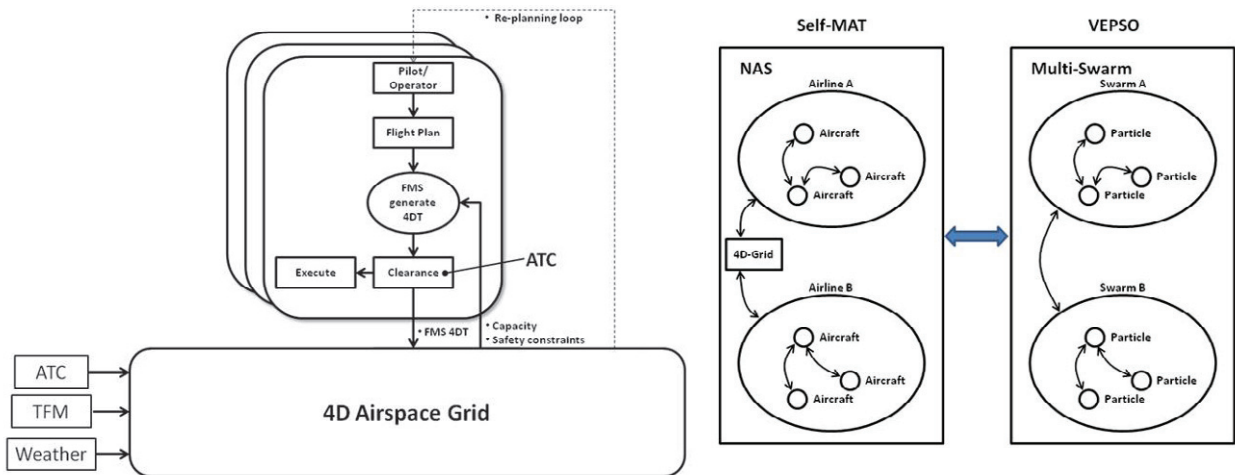 • Re-planning loop
Pilot/
Operator
Flight Plan
FMS
generate
4DT
Execute
Clearance
ATC
• FMS 4DT
• Capacity
• Safety constraints
ATC
TFM
Weather
4D Airspace Grid
Self-MAT
NAS
Airline A
Aircraft
Aircraft
Aircraft
4D-Grid
Airline B
Aircraft
Aircraft
Aircraft
VEPSO
Multi-Swarm
Swarm A
Particle
Particle
Particle
Swarm B
Particle
Particle
Particle